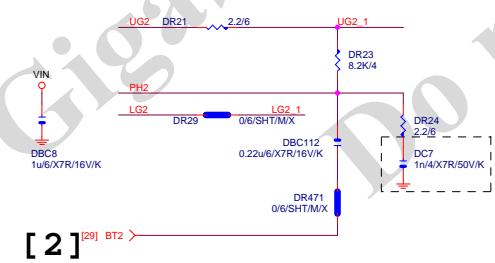 UG2 DR21 2.2/6 UG2_1
DR23
8.2K/4
VIN
PH2
LG2 LG2_1
DR29 0/6/SHT/M/X
DR24
2.2/6
DBC112
0.22u/6/X7R/16V/K
DBC8
1u/6/X7R/16V/K
DC7
1n/4/X7R/50V/K
DR471
0/6/SHT/M/X
[2] [29] BT2
Giga
Do n